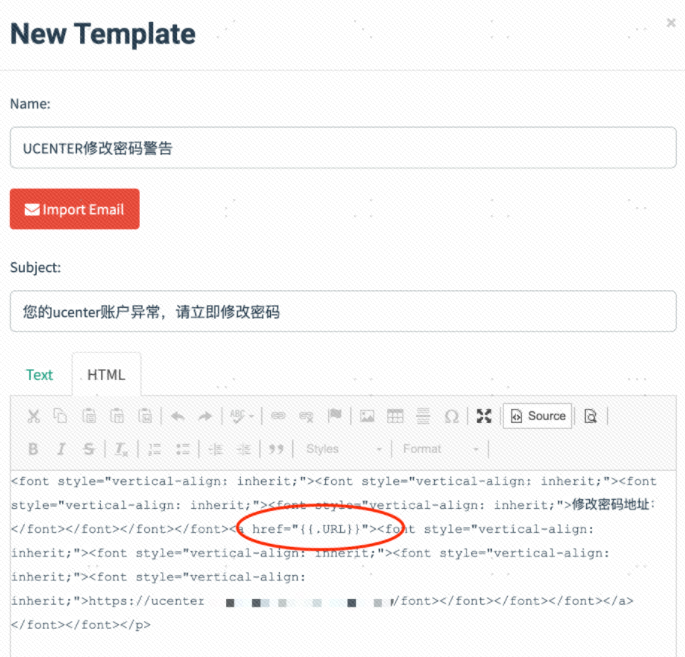 New Template
×
Name:
UCENTER修改密码警告
Import Email
Subject:
您的ucenter账户异常，请立即修改密码
Text HTML
ABC Ω Source
B I S Tx Styles Format
<font style="vertical-align: inherit;"><font style="vertical-align: inherit;"><font
style="vertical-align: inherit;"><font style="vertical-align: inherit;">修改密码地址：
</font></font></font></font><a href="{{.URL}}"><font style="vertical-align:
inherit;"><font style="vertical-align: inherit;"><font style="vertical-align:
inherit;"><font style="vertical-align:
inherit;">https://ucenter /font></font></font></font></a>
</font></font></p>